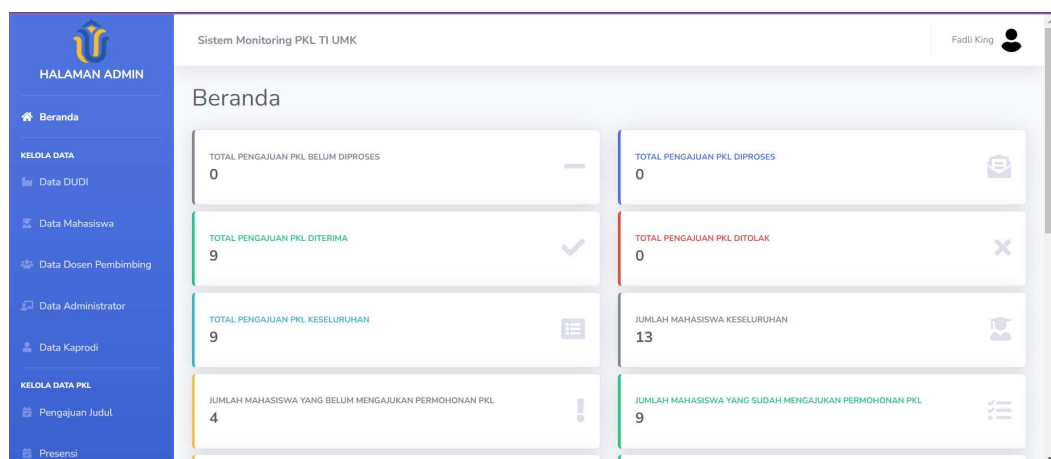 HALAMAN ADMIN
Beranda
KELOLA DATA
Data DUDI
Data Mahasiswa
Data Dosen Pembimbing
Data Administrator
Data Kaprodi
KELOLA DATA PKL
Pengajuan Judul
Presensi
Sistem Monitoring PKL TI UMK
Fadli King
Beranda
TOTAL PENGAJUAN PKL BELUM DIPROSES
0
TOTAL PENGAJUAN PKL DIPROSES
0
TOTAL PENGAJUAN PKL DITERIMA
9
TOTAL PENGAJUAN PKL DITOLAK
0
TOTAL PENGAJUAN PKL KESELURUHAN
9
JUMLAH MAHASISWA KESELURUHAN
13
JUMLAH MAHASISWA YANG BELUM MENGAJUKAN PERMOHONAN PKL
4
JUMLAH MAHASISWA YANG SUDAH MENGAJUKAN PERMOHONAN PKL
9